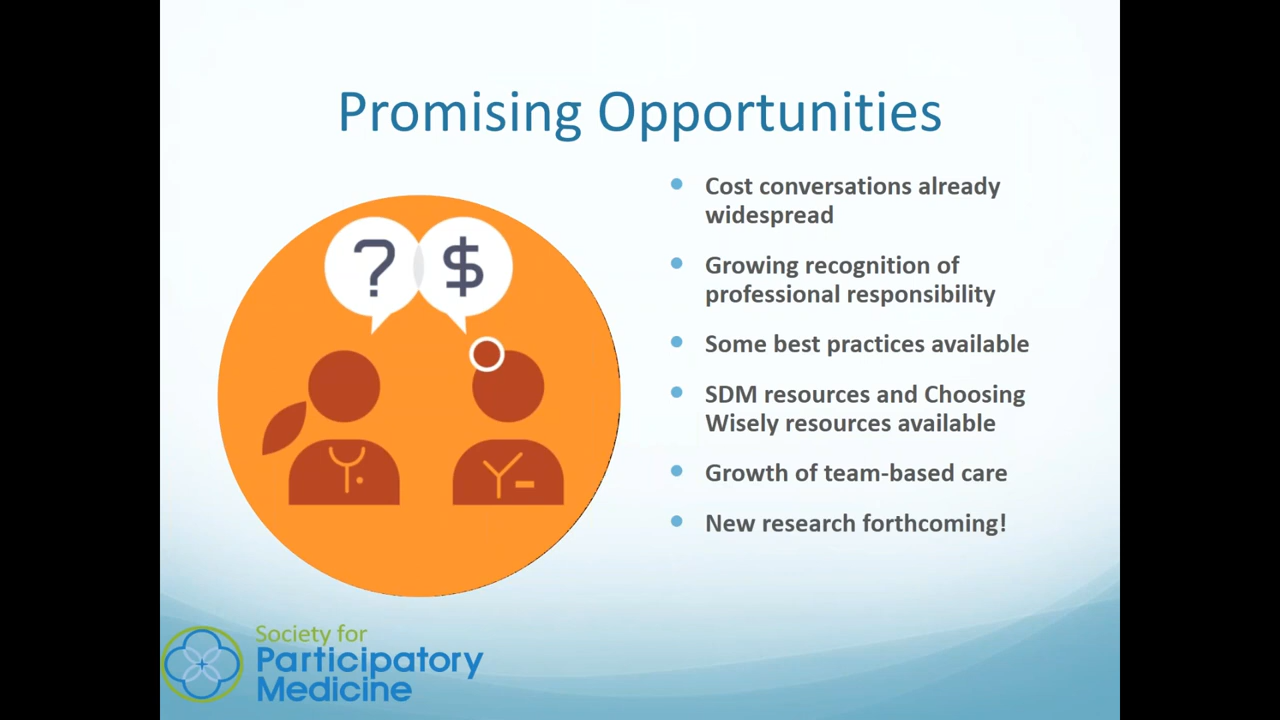 Promising Opportunities
? $
Cost conversations already
widespread
Growing recognition of
professional responsibility
Some best practices available
SDM resources and Choosing
Wisely resources available
Growth of team-based care
New research forthcoming!
Society for
Participatory
Medicine